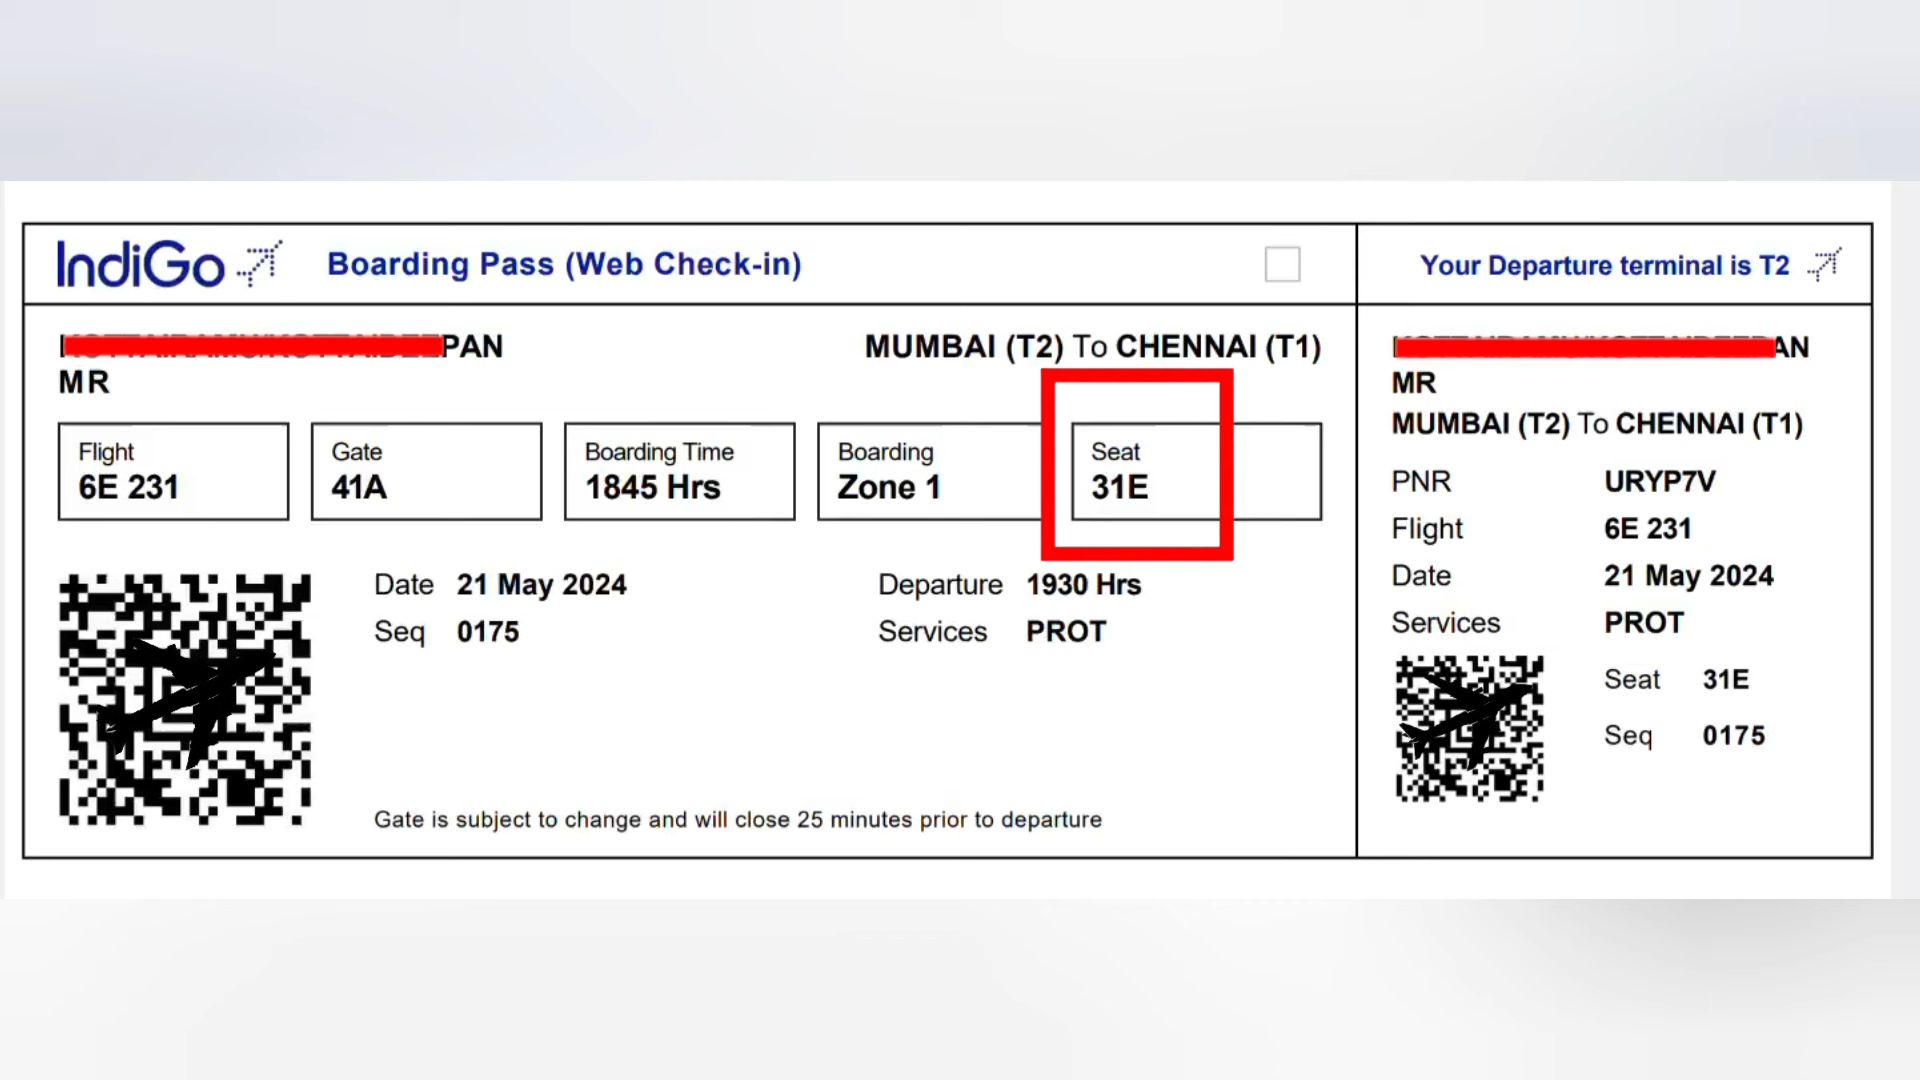 IndiGo Boarding Pass (Web Check-in)
PAN
MR
MUMBAI (T2) To CHENNAI (T1)
Flight
6E 231
Gate
41A
Boarding Time
1845 Hrs
Boarding
Zone 1
Seat
31E
Date 21 May 2024
Departure 1930 Hrs
Seq 0175
Services PROT
Gate is subject to change and will close 25 minutes prior to departure
Your Departure terminal is T2
AN
MR
MUMBAI (T2) To CHENNAI (T1)
PNR URYP7V
Flight 6E 231
Date 21 May 2024
Services PROT
Seat 31E
Seq 0175